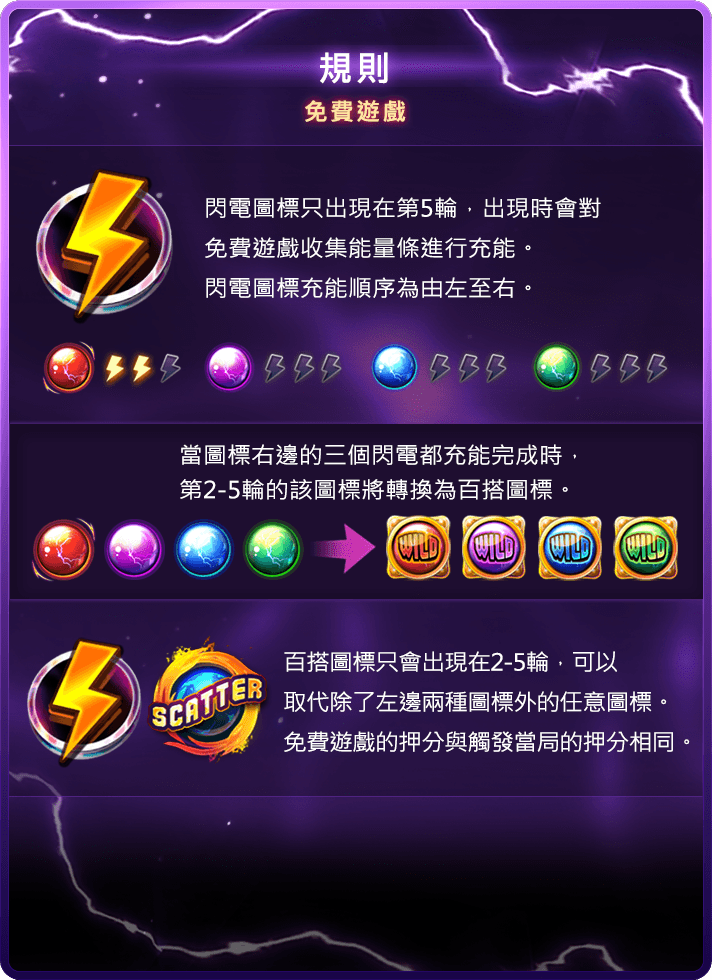 規則
免費遊戲
閃電圖標只出現在第5輪，出現時會對
免費遊戲收集能量條進行充能。
閃電圖標充能順序為由左至右。
當圖標右邊的三個閃電都充能完成時，
第2-5輪的該圖標將轉換為百搭圖標。
WILD WILD WILD WILD
百搭圖標只會出現在2-5輪，可以
取代除了左邊兩種圖標外的任意圖標。
免費遊戲的押分與觸發當局的押分相同。
SCATTER